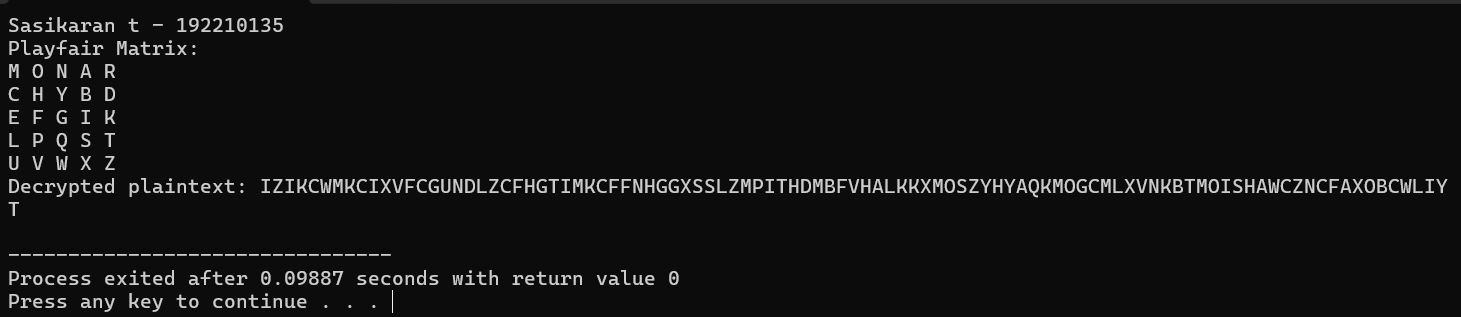 Sasikaran t - 192210135
Playfair Matrix:
M O N A R
C H Y B D
E F G I K
L P Q S T
U V W X Z
Decrypted plaintext: IZIKCWMKCIXVFCGUNDLZCFHGTIMKCFFNHGGXSSLZMPITHDMBFVHALKKXMOSZYHYAQKMOGCMLXVNKBTMOISHAWCZNCFAXOBCWLIY
T
--------------------------------
Process exited after 0.09887 seconds with return value 0
Press any key to continue . . .